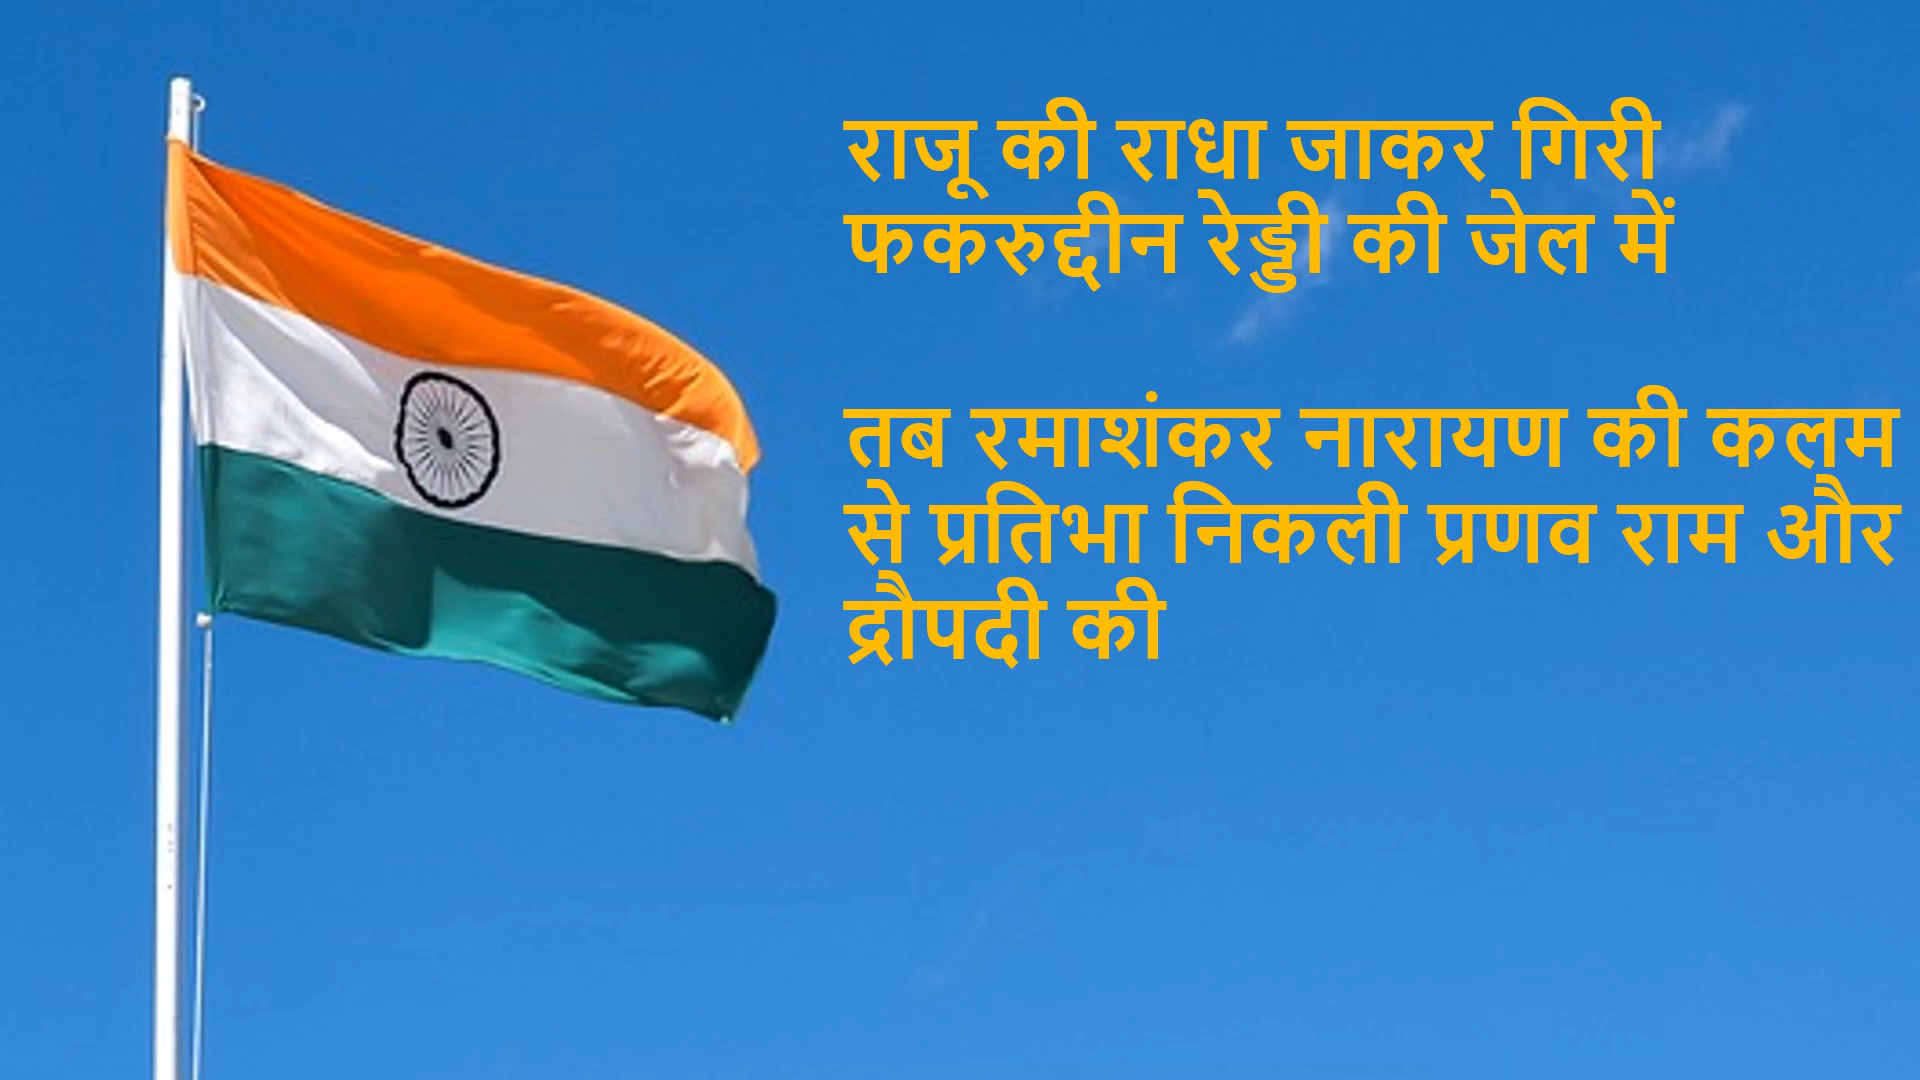 राजू की राधा जाकर गिरी
फकरुद्दीन रेड्डी की जेल में
तब रमाशंकर नारायण की कलम
से प्रतिभा निकली प्रणव राम और
द्रौपदी की